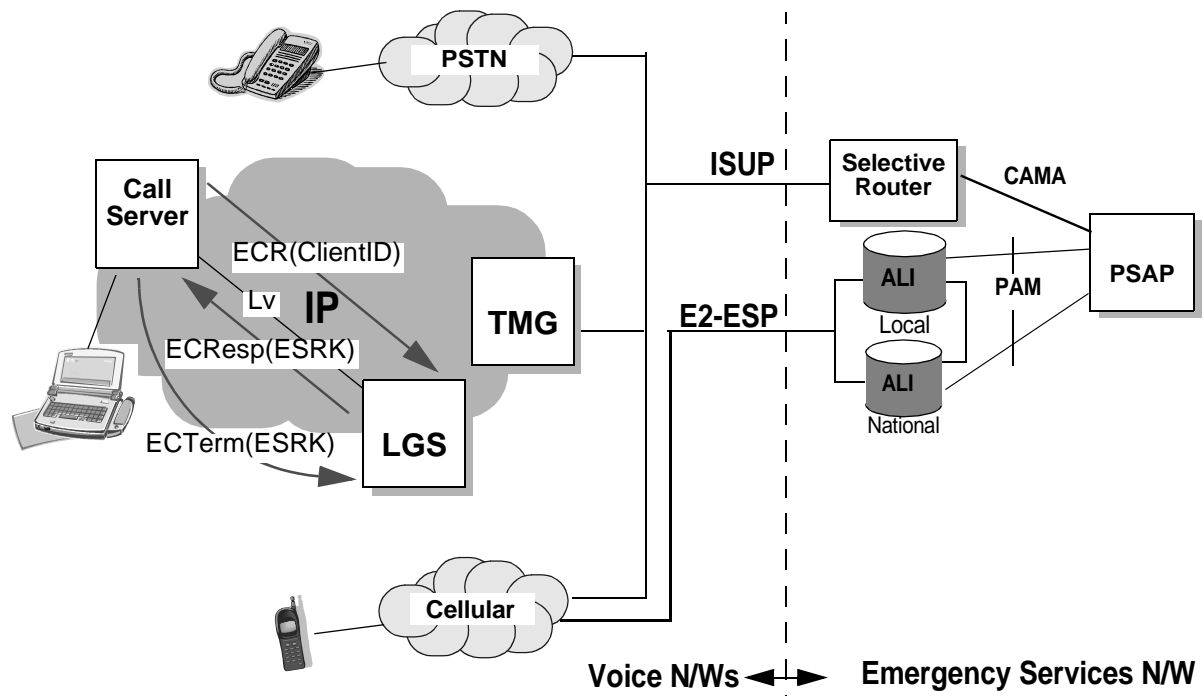 PSTN
ISUP
Selective
Router
CAMA
Call
Server
ECR(ClientID)
Lv
IP
TMG
E2-ESP
ALI
Local
PAM
PSAP
ECResp(ESRK)
ALI
National
ECTerm(ESRK)
LGS
Cellular
Voice N/Ws
Emergency Services N/W